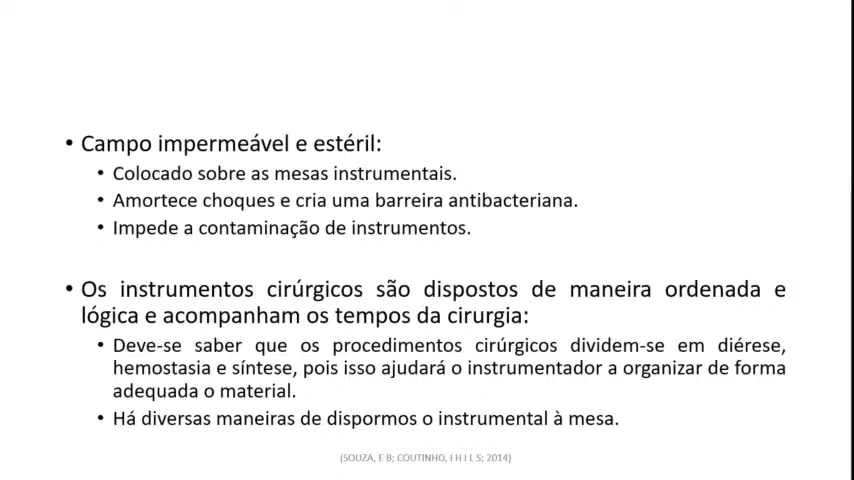 • Campo impermeável e estéril:
• Colocado sobre as mesas instrumentais.
• Amortece choques e cria uma barreira antibacteriana.
• Impede a contaminação de instrumentos.
• Os instrumentos cirúrgicos são dispostos de maneira ordenada e
lógica e acompanham os tempos da cirurgia:
• Deve-se saber que os procedimentos cirúrgicos dividem-se em diérese,
hemostasia e síntese, pois isso ajudará o instrumentador a organizar de forma
adequada o material.
• Há diversas maneiras de dispormos o instrumental à mesa.
(SOUZA, E B; COUTINHO, I H I L S; 2014)